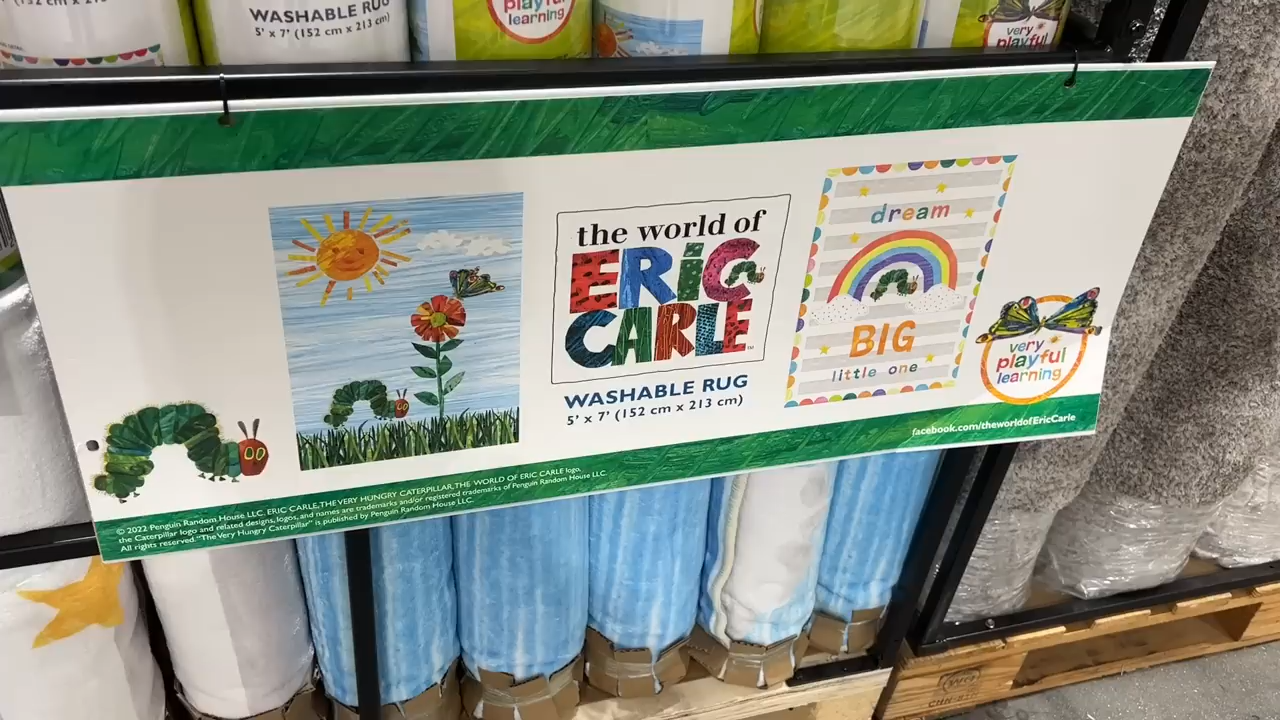 WASHABLE RUG
5' x 7' (152 cm x 213 cm)
playful
learning
very
playful
the world of
ERIC
CARLE
WASHABLE RUG
5' x 7' (152 cm x 213 cm)
dream
BIG
little one
very
playful
learning
facebook.com/theworldofEricCarle
© 2022 Penguin Random House LLC. ERIC CARLE, THE VERY HUNGRY CATERPILLAR, THE WORLD OF ERIC CARLE logo,
the Caterpillar logo and related designs, logos, and names are trademarks and/or registered trademarks of Penguin Random House LLC.
All rights reserved. "The Very Hungry Caterpillar" is published by Penguin Random House LLC.